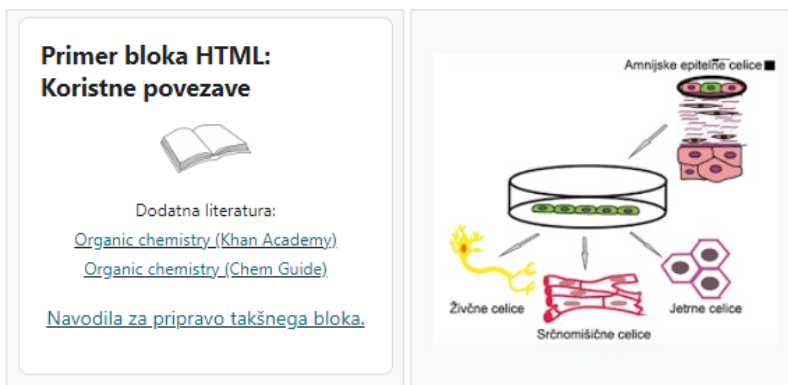 Primer bloka HTML:
Koristne povezave
Dodatna literatura:
Organic chemistry (Khan Academy)
Organic chemistry (Chem Guide)
Navodila za pripravo takšnega bloka.
Amnijske epitelne celice
Živčne celice
Srčnomišične celice
Jetrne celice